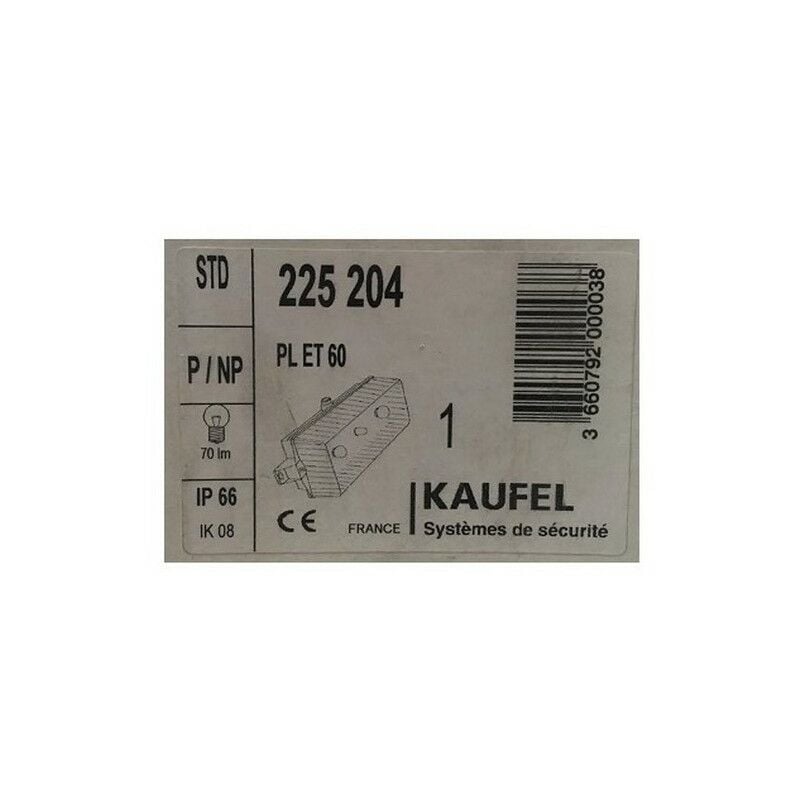 STD
225 204
P / NP
PL ET 60
70 lm
1
IP 66
IK 08
CE
FRANCE
KAUFEL
Systèmes de sécurité
3 660792 000038